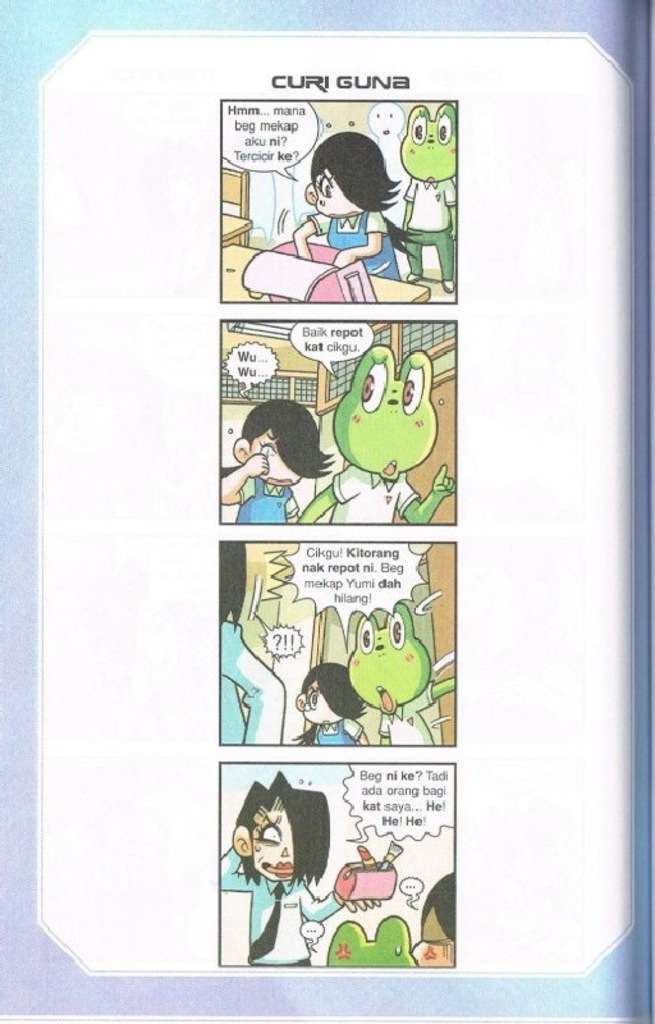 CURI GUNA
Hmm... mana
beg mekap
aku ni?
Tercicir ke?
Baik repot
kat cikgu.
Wu...
Wu...
Cikgu! Kitorang
nak repot ni. Beg
mekap Yumi dah
hilang!
?!!
Beg ni ke? Tadi
ada orang bagi
kat saya... He!
He! He!
...
...